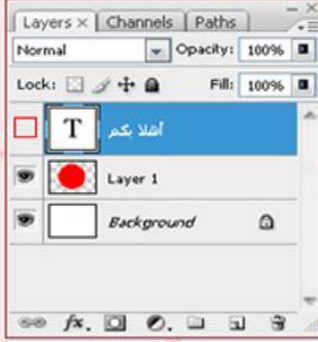 Layers × Channels Paths
Normal Opacity: 100%
Lock: Fill: 100%
T أهلا بكم
Layer 1
Background
fx.